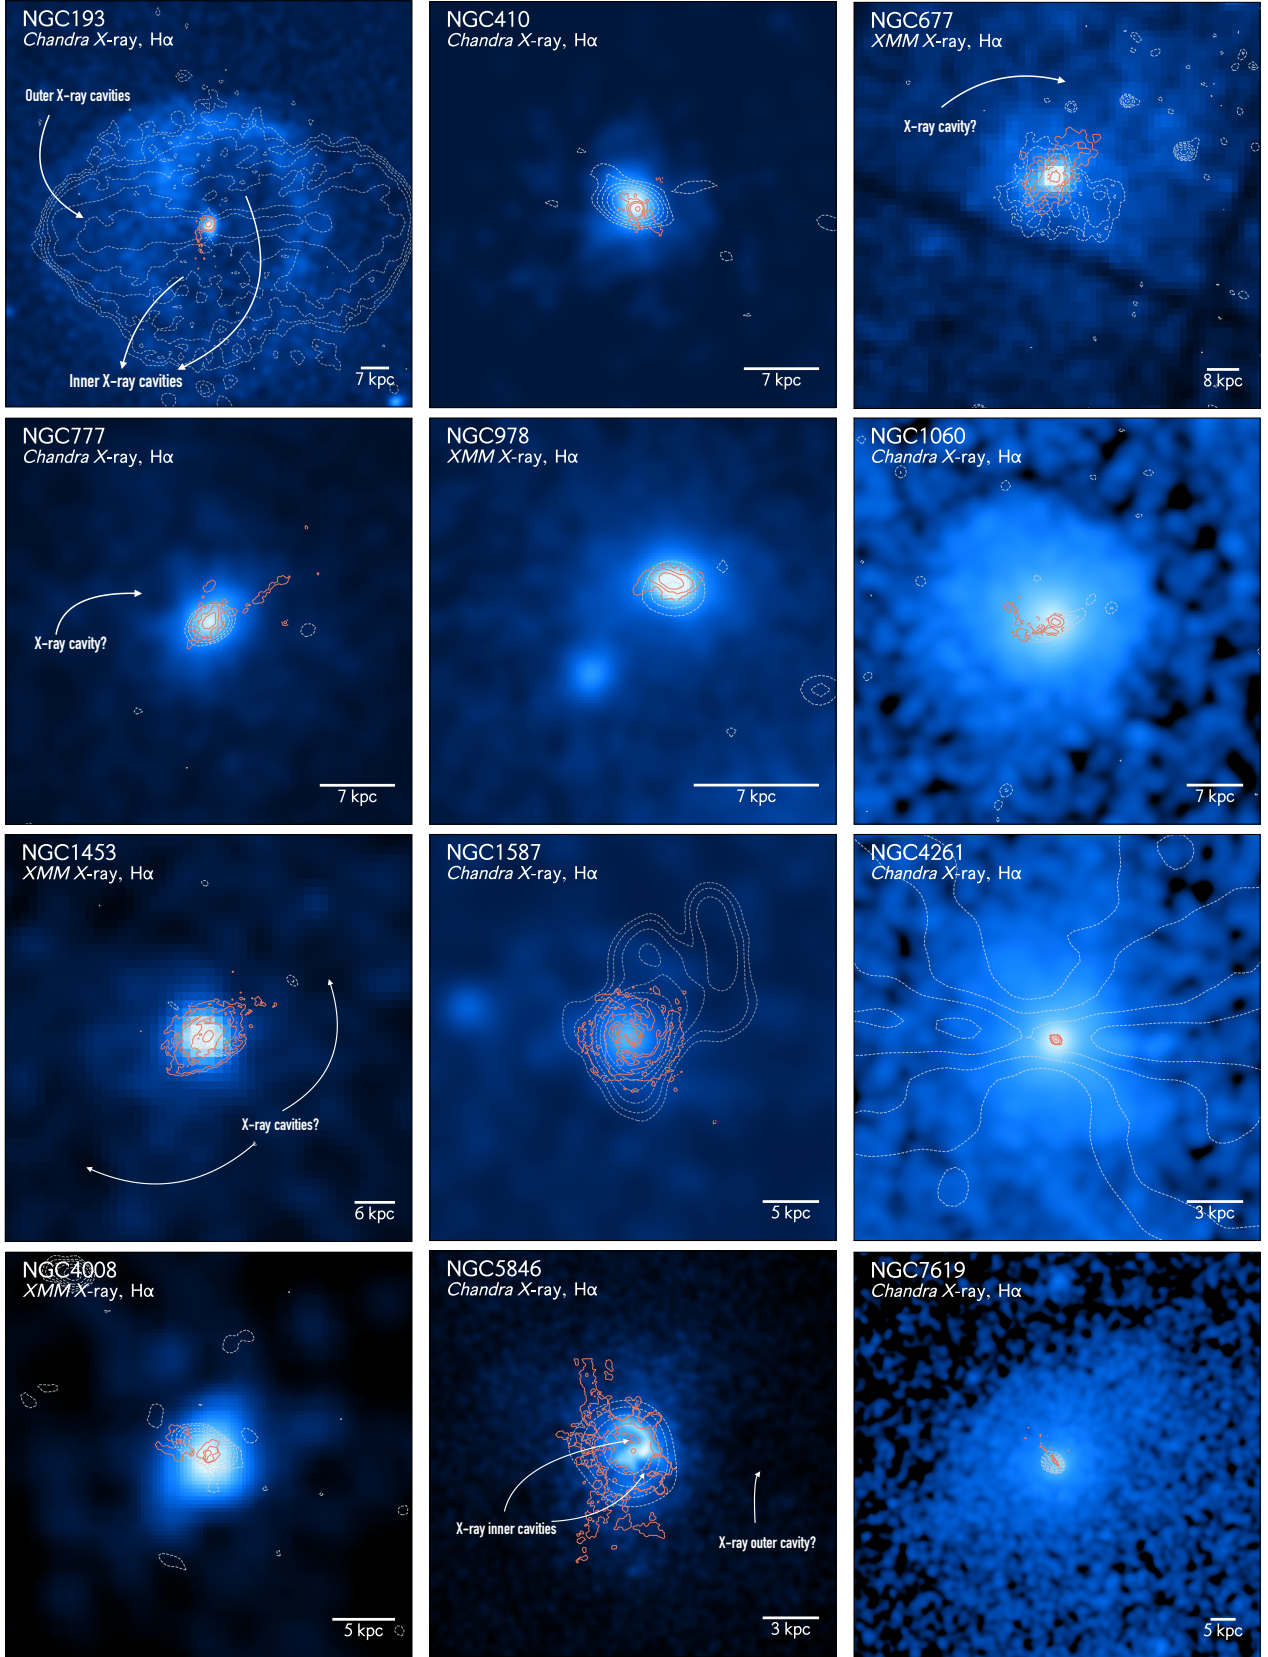 NGC193
Chandra X-ray, Hα
Outer X-ray cavities
Inner X-ray cavities
7 kpc
NGC410
Chandra X-ray, Hα
7 kpc
NGC677
XMM X-ray, Hα
X-ray cavity?
8 kpc
NGC777
Chandra X-ray, Hα
X-ray cavity?
7 kpc
NGC978
XMM X-ray, Hα
7 kpc
NGC1060
Chandra X-ray, Hα
7 kpc
NGC1453
XMM X-ray, Hα
X-ray cavities?
6 kpc
NGC1587
Chandra X-ray, Hα
5 kpc
NGC4261
Chandra X-ray, Hα
3 kpc
NGC4008
XMM X-ray, Hα
5 kpc
NGC5846
Chandra X-ray, Hα
X-ray inner cavities
X-ray outer cavity?
3 kpc
NGC7619
Chandra X-ray, Hα
5 kpc